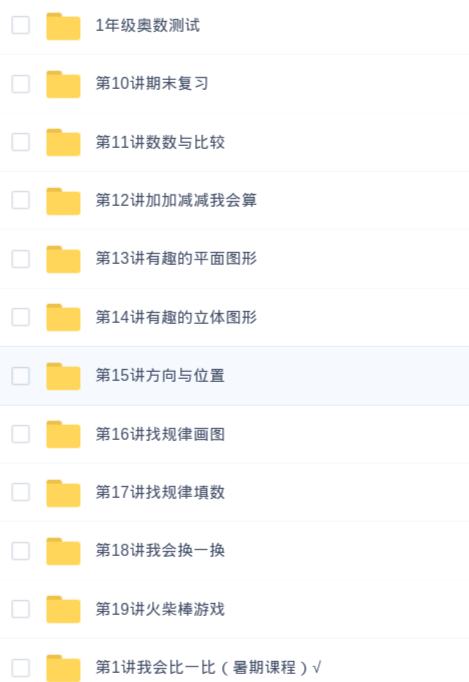 1年级奥数测试
第10讲期末复习
第11讲数数与比较
第12讲加加减减我会算
第13讲有趣的平面图形
第14讲有趣的立体图形
第15讲方向与位置
第16讲找规律画图
第17讲找规律填数
第18讲我会换一换
第19讲火柴棒游戏
第1讲我会比一比（暑期课程）√